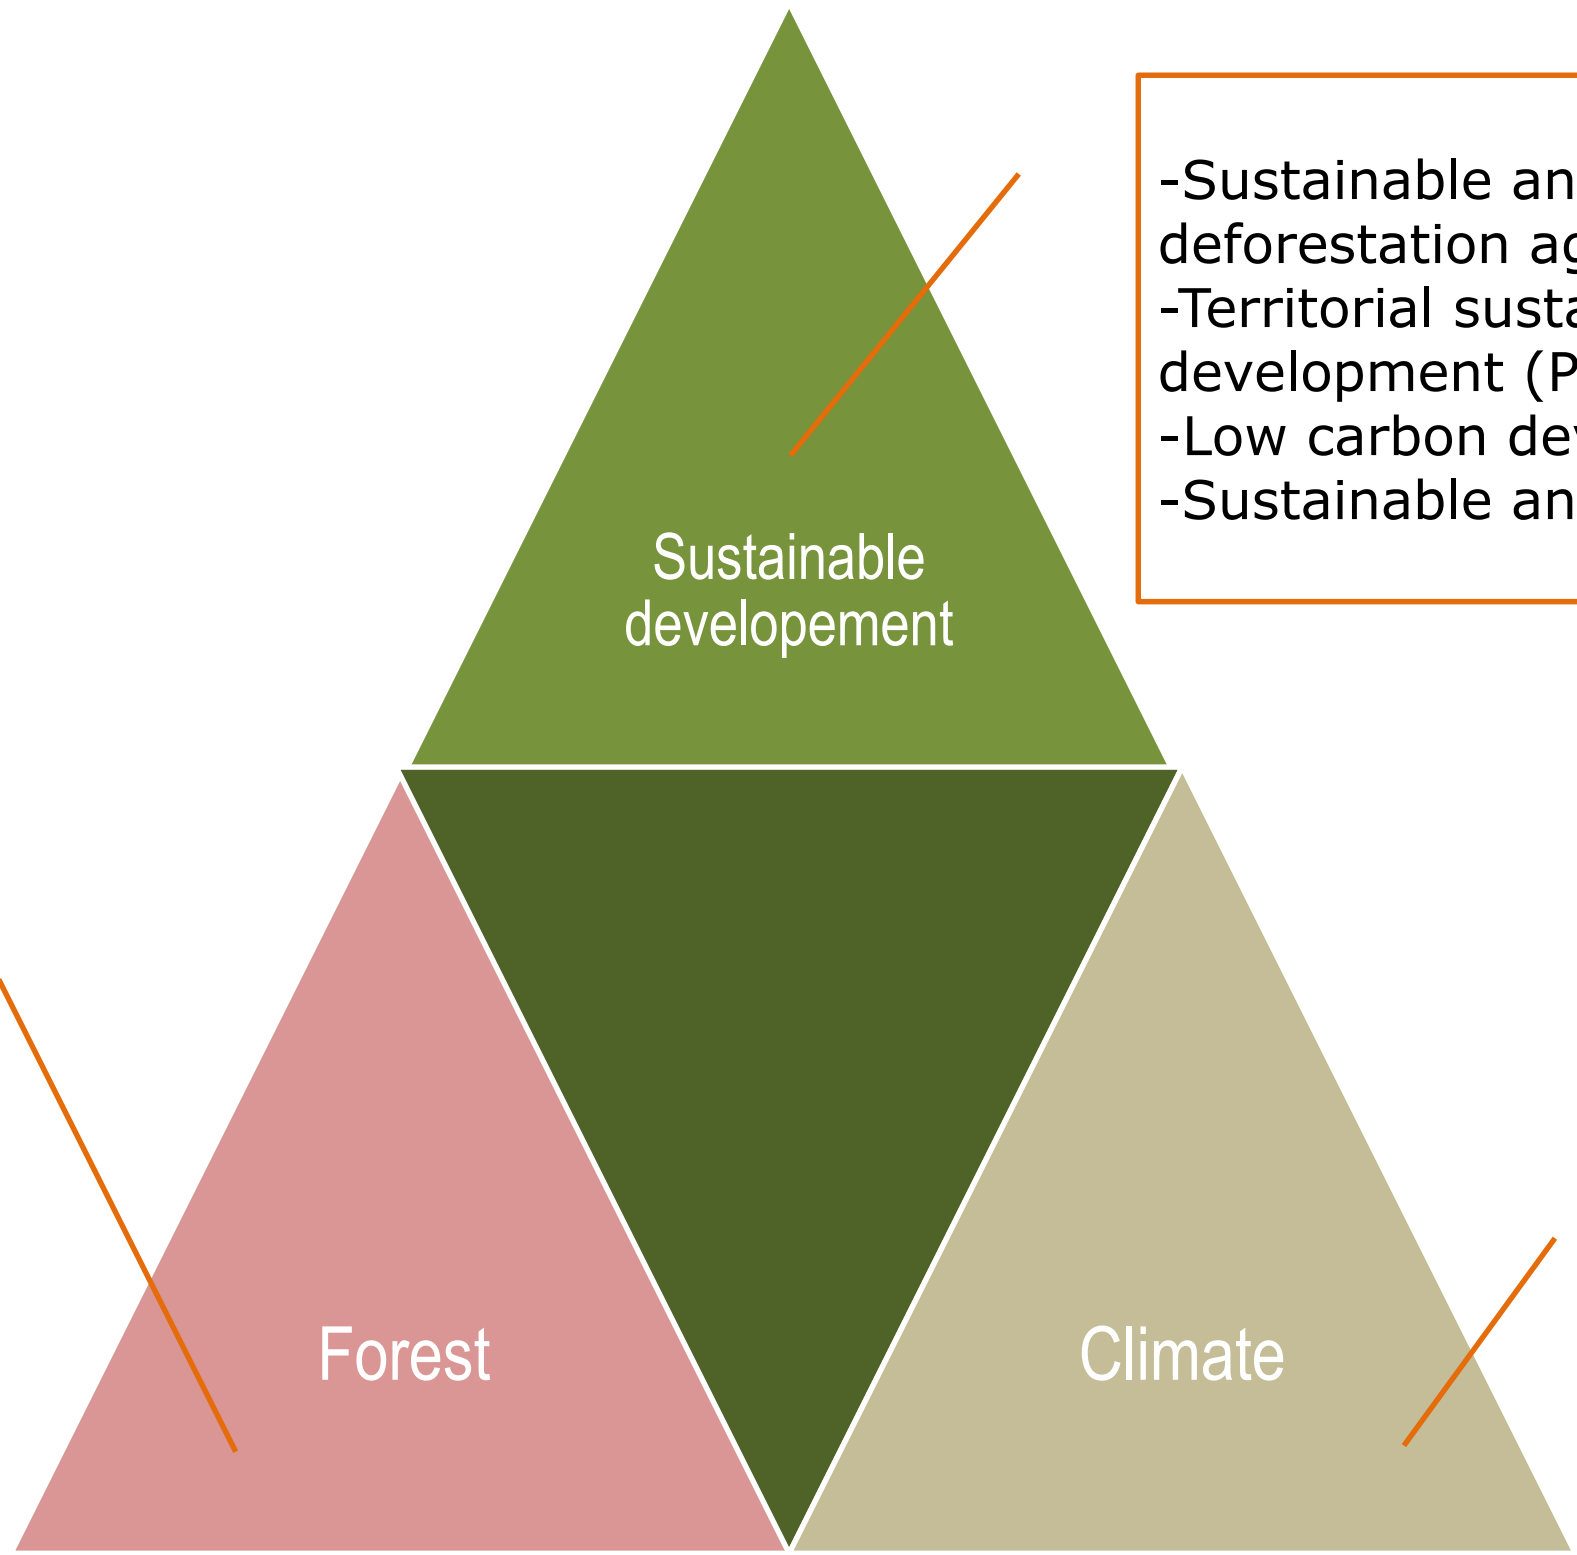 -Sustainable an
deforestation ag
-Territorial susta
development (P
-Low carbon dev
-Sustainable an
Sustainable
developement
Forest
Climate